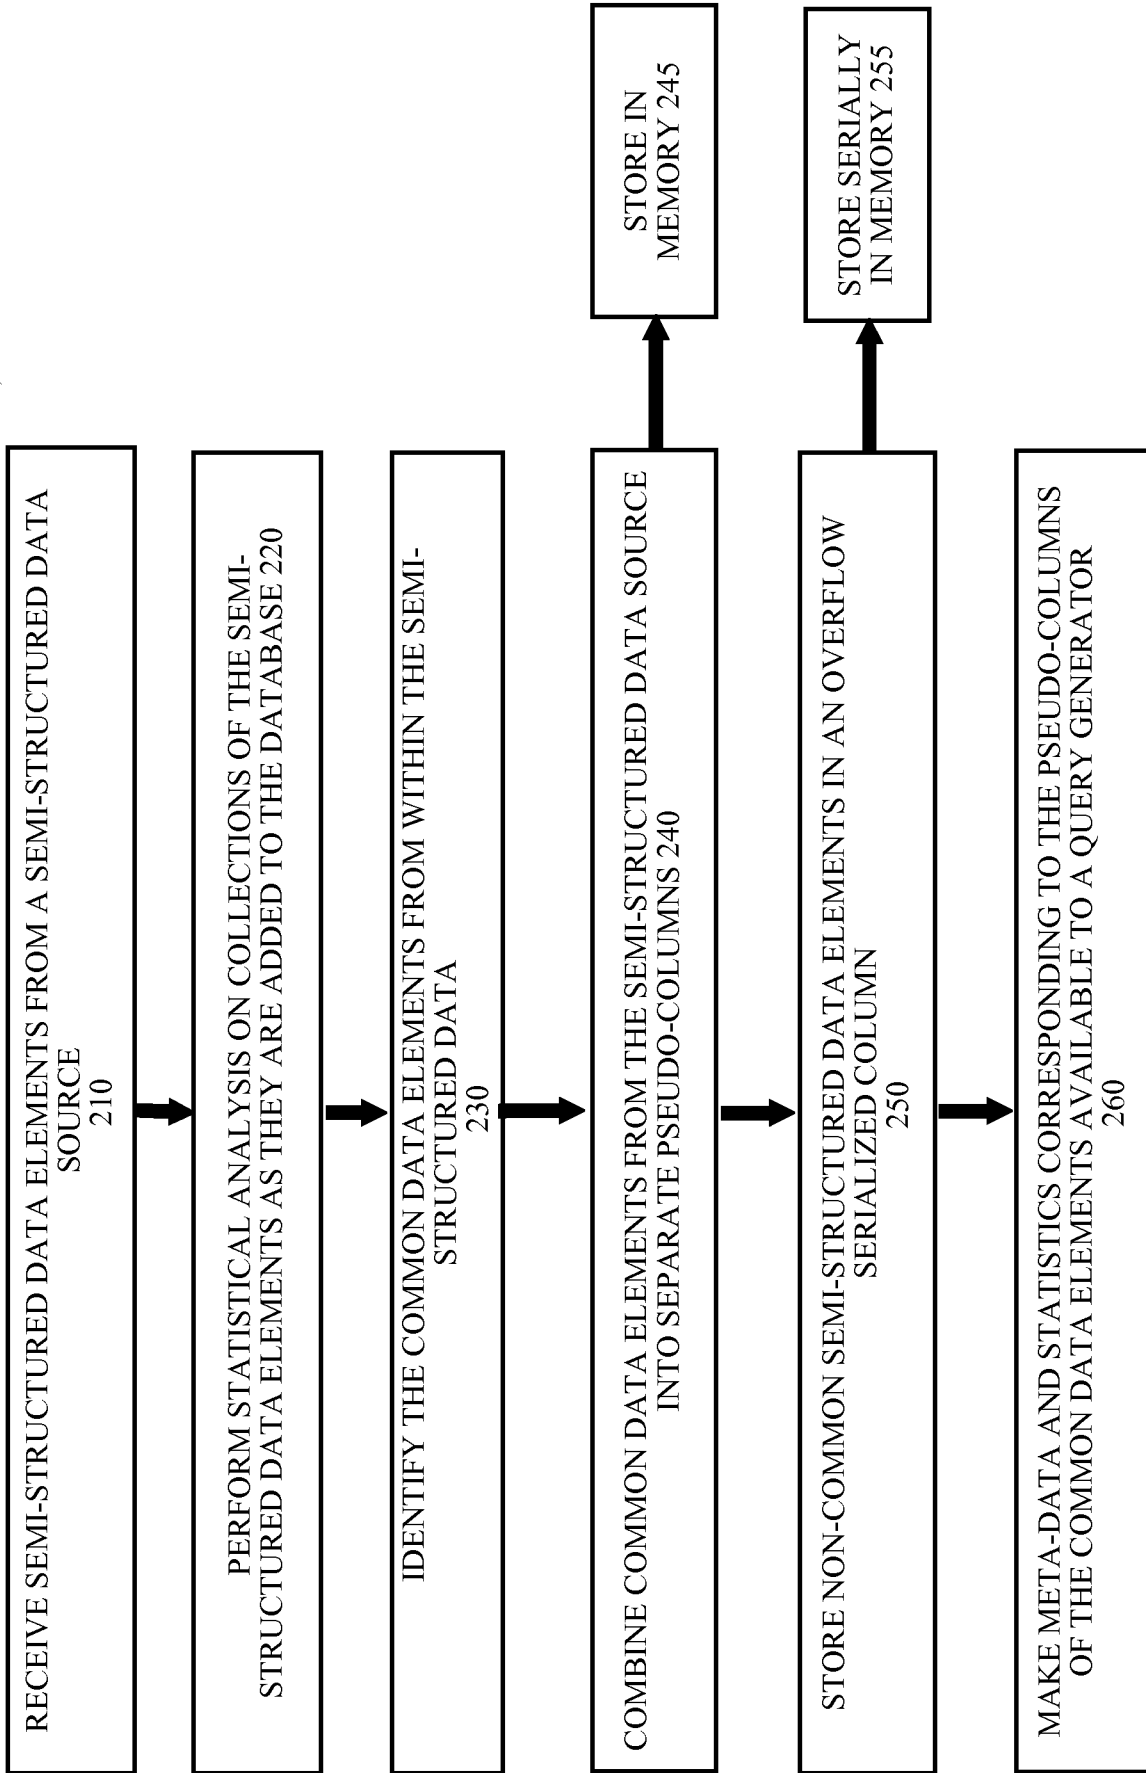 RECEIVE SEMI-STRUCTURED DATA ELEMENTS FROM A SEMI-STRUCTURED DATA
SOURCE
210
PERFORM STATISTICAL ANALYSIS ON COLLECTIONS OF THE SEMI-
STRUCTURED DATA ELEMENTS AS THEY ARE ADDED TO THE DATABASE 220
IDENTIFY THE COMMON DATA ELEMENTS FROM WITHIN THE SEMI-
STRUCTURED DATA
230
COMBINE COMMON DATA ELEMENTS FROM THE SEMI-STRUCTURED DATA SOURCE
INTO SEPARATE PSEUDO-COLUMNS 240
STORE IN
MEMORY 245
STORE NON-COMMON SEMI-STRUCTURED DATA ELEMENTS IN AN OVERFLOW
SERIALIZED COLUMN
250
STORE SERIALLY
IN MEMORY 255
MAKE META-DATA AND STATISTICS CORRESPONDING TO THE PSEUDO-COLUMNS
OF THE COMMON DATA ELEMENTS AVAILABLE TO A QUERY GENERATOR
260